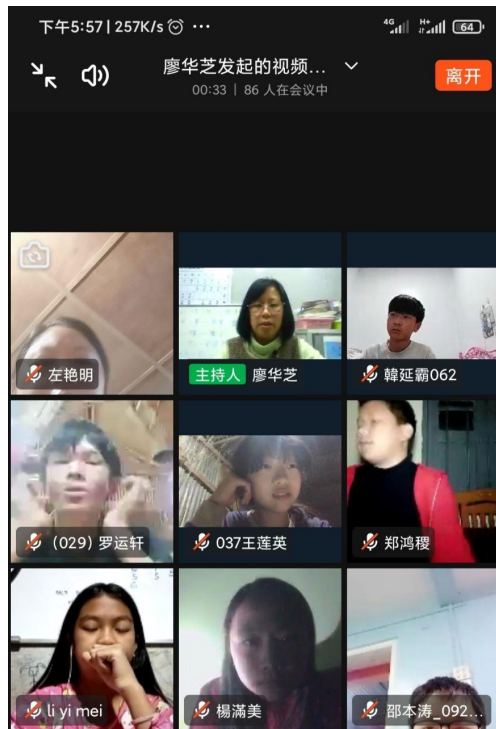 下午5:57 | 257K/s ···
4G H+ 64
廖华芝发起的视频... 
00:33 | 86 人在会议中
离开
左艳明
主持人 廖华芝
韓延霸062
(029) 罗运轩
037王莲英
郑鸿稷
li yi mei
楊滿美
邵本涛_092...